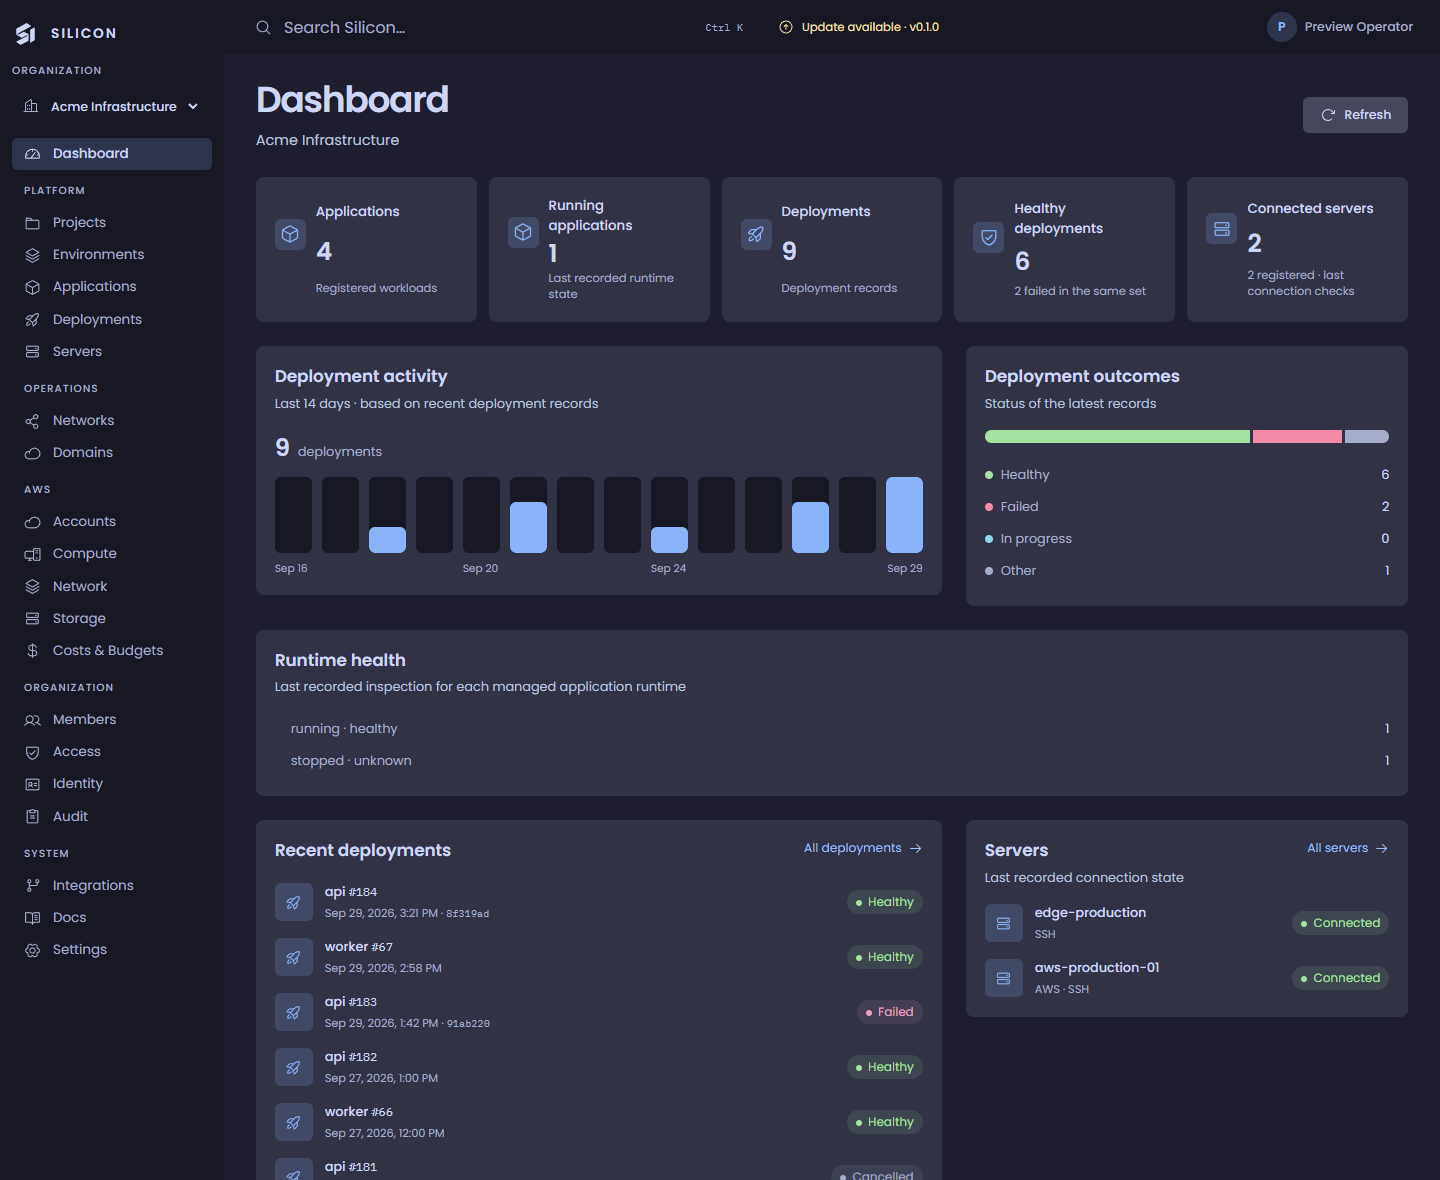 SILICON
ORGANIZATION
Acme Infrastructure
Dashboard
PLATFORM
Projects
Environments
Applications
Deployments
Servers
OPERATIONS
Networks
Domains
AWS
Accounts
Compute
Network
Storage
Costs & Budgets
ORGANIZATION
Members
Access
Identity
Audit
SYSTEM
Integrations
Docs
Settings
Search Silicon...
Ctrl K
Update available · v0.1.0
P
Preview Operator
Dashboard
Acme Infrastructure
Refresh
Applications
4
Registered workloads
Running
applications
1
Last recorded runtime
state
Deployments
9
Deployment records
Healthy
deployments
6
2 failed in the same set
Connected servers
2
2 registered · last
connection checks
Deployment activity
Last 14 days · based on recent deployment records
9 deployments
Sep 16
Sep 20
Sep 24
Sep 29
Deployment outcomes
Status of the latest records
Healthy 6
Failed 2
In progress 0
Other 1
Runtime health
Last recorded inspection for each managed application runtime
running · healthy 1
stopped · unknown 1
Recent deployments
All deployments
api #184
Sep 29, 2026, 3:21 PM · 8f319ad
Healthy
worker #67
Sep 29, 2026, 2:58 PM
Healthy
api #183
Sep 29, 2026, 1:42 PM · 91ab220
Failed
api #182
Sep 27, 2026, 1:00 PM
Healthy
worker #66
Sep 27, 2026, 12:00 PM
Healthy
api #181
Cancelled
Servers
All servers
Last recorded connection state
edge-production
SSH
Connected
aws-production-01
AWS · SSH
Connected